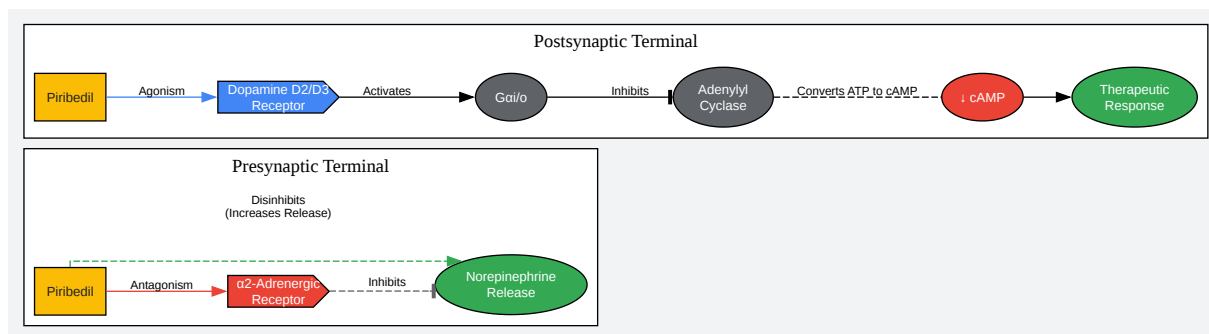 Postsynaptic Terminal
Piribedil
Agonism
Dopamine D2/D3
Receptor
Activates
Gαi/o
Inhibits
Adenylyl
Cyclase
Converts ATP to cAMP
↓ cAMP
Therapeutic
Response
Presynaptic Terminal
Disinhibits
(Increases Release)
Piribedil
Antagonism
α2-Adrenergic
Receptor
Inhibits
Norepinephrine
Release